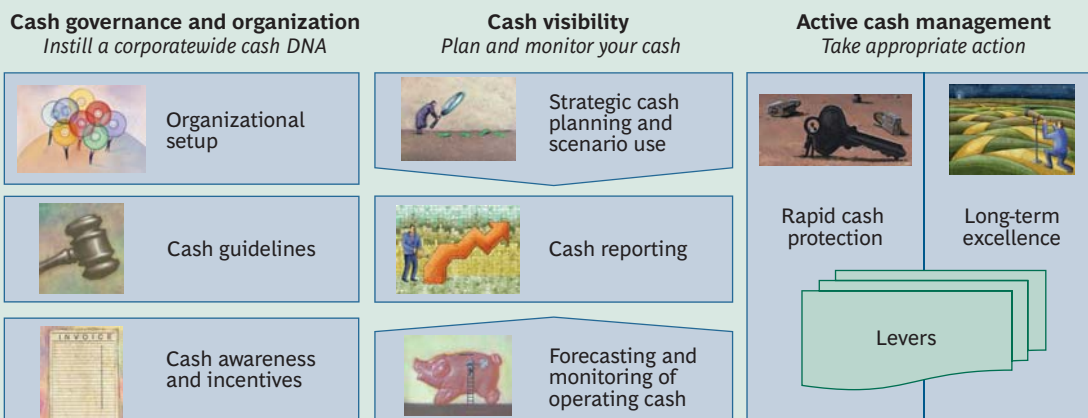 Cash governance and organization
Instill a corporatewide cash DNA
Organizational
setup
Cash guidelines
INVOICE
Cash awareness
and incentives
Cash visibility
Plan and monitor your cash
Strategic cash
planning and
scenario use
Cash reporting
Forecasting and
monitoring of
operating cash
Active cash management
Take appropriate action
Rapid cash
protection
Long-term
excellence
Levers